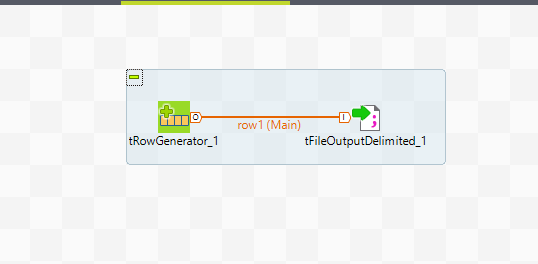 O
I
row1 (Main)
tRowGenerator_1
tFileOutputDelimited_1